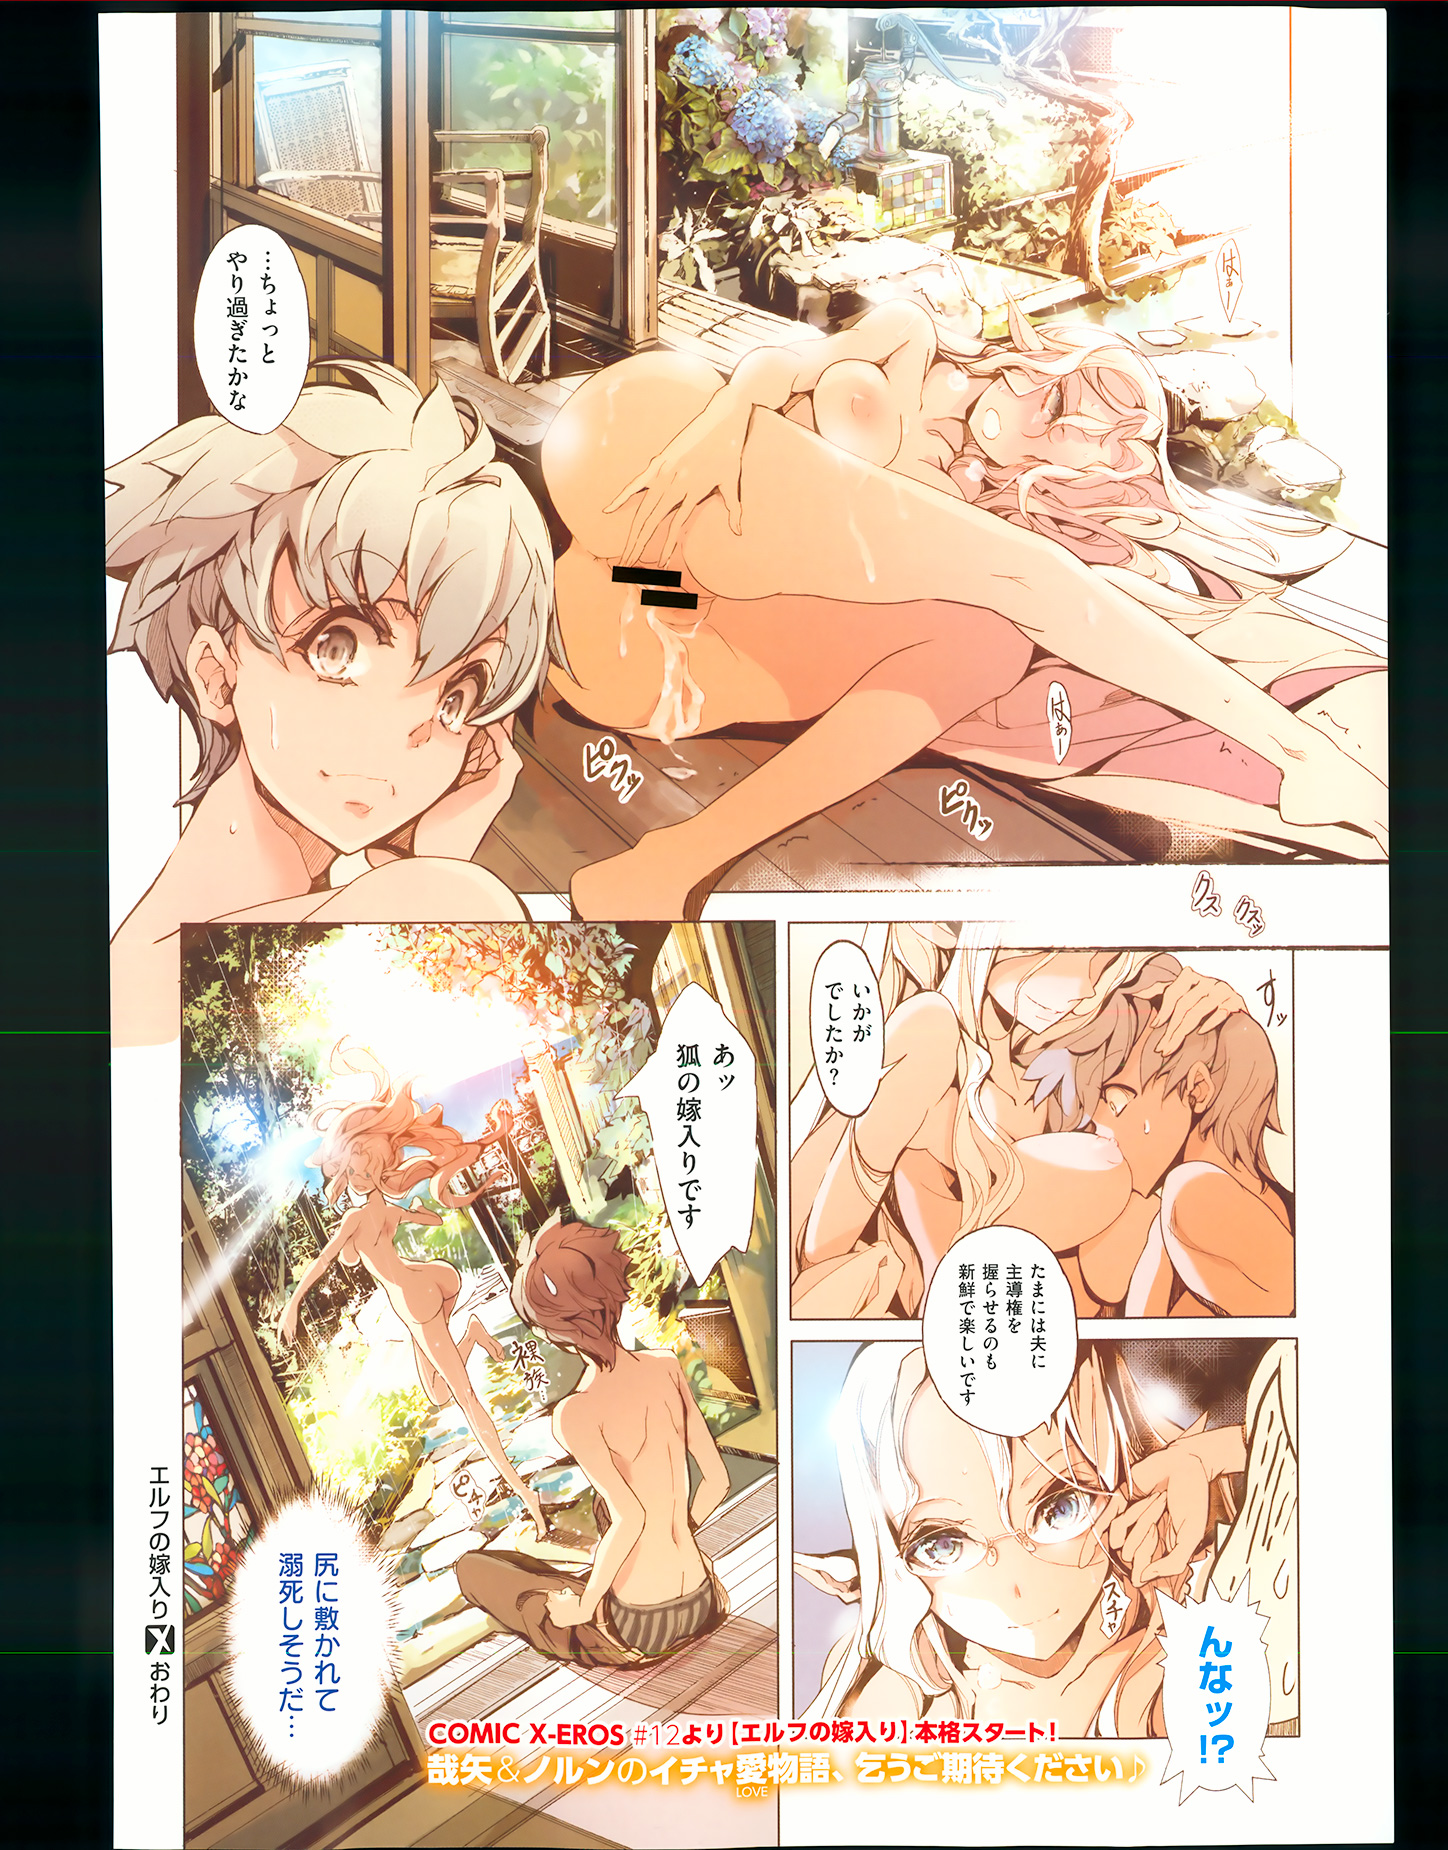 はぁー
…ちょっと
やり過ぎたかな
はぁー
ピクッ
ピクッ
クス
クスッ
すッ
いかが
でしたか？
たまには夫に
主導権を
握らせるのも
新鮮で楽しいです
スチャ
んなッ!?
あッ
狐の嫁入りです
裸族…
ピチャ
尻に敷かれて
溺死しそうだ…
エルフの嫁入り X おわり
COMIC X-EROS #12より【エルフの嫁入り】本格スタート！
哉矢＆ノルンのイチャ愛物語、乞うご期待ください♪
LOVE